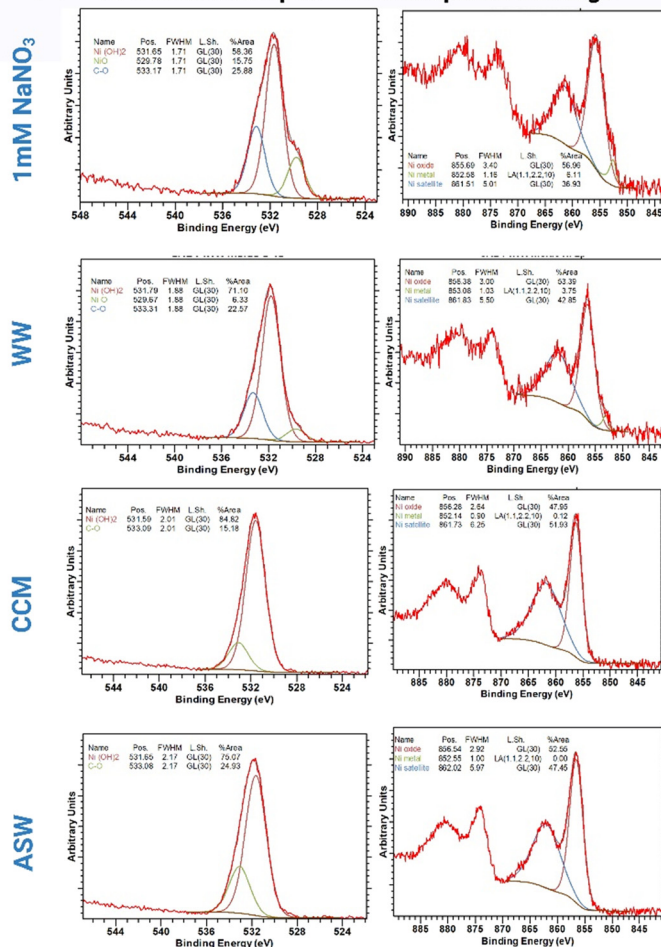 1mM NaNO3
Name Pos. FWHM L.Sh. %Area
Ni (OH)2 531.65 1.71 GL(30) 58.36
NiO 529.78 1.71 GL(30) 15.75
C-O 533.17 1.71 GL(30) 25.88
Arbitrary Units
548 544 540 536 532 528 524
Binding Energy (eV)
Name Pos. FWHM L.Sh. %Area
Ni oxide 855.69 3.40 GL(30) 56.96
Ni metal 852.58 1.16 LA(1.1,2.2,10) 6.11
Ni satellite 861.51 5.01 GL(30) 36.93
Arbitrary Units
890 885 880 875 870 865 860 855 850 845
Binding Energy (eV)
WW
Name Pos. FWHM L.Sh. %Area
Ni (OH)2 531.79 1.88 GL(30) 71.10
Ni O 529.67 1.88 GL(30) 6.33
C-O 533.31 1.88 GL(30) 22.57
Arbitrary Units
544 540 536 532 528 524
Binding Energy (eV)
Name Pos. FWHM L.Sh. %Area
Ni oxide 856.38 3.00 GL(30) 53.39
Ni metal 853.08 1.03 LA(1.1,2.2,10) 3.75
Ni satellite 861.83 5.50 GL(30) 42.85
Arbitrary Units
890 885 880 875 870 865 860 855 850 845
Binding Energy (eV)
CCM
Name Pos. FWHM L.Sh. %Area
Ni (OH)2 531.59 2.01 GL(30) 84.82
C-O 533.09 2.01 GL(30) 15.18
Arbitrary Units
544 540 536 532 528 524
Binding Energy (eV)
Name Pos. FWHM L.Sh. %Area
Ni oxide 856.28 2.64 GL(30) 47.95
Ni metal 852.14 0.90 LA(1.1,2.2,10) 0.12
Ni satellite 861.73 6.25 GL(30) 51.93
Arbitrary Units
885 880 875 870 865 860 855 850 845
Binding Energy (eV)
ASW
Name Pos. FWHM L.Sh. %Area
Ni (OH)2 531.65 2.17 GL(30) 75.07
C-O 533.08 2.17 GL(30) 24.93
Arbitrary Units
544 540 536 532 528 524
Binding Energy (eV)
Name Pos. FWHM L.Sh. %Area
Ni oxide 856.54 2.92 GL(30) 52.55
Ni metal 852.55 1.00 LA(1.1,2.2,10) 0.00
Ni satellite 862.02 5.97 GL(30) 47.45
Arbitrary Units
885 880 875 870 865 860 855 850 845
Binding Energy (eV)